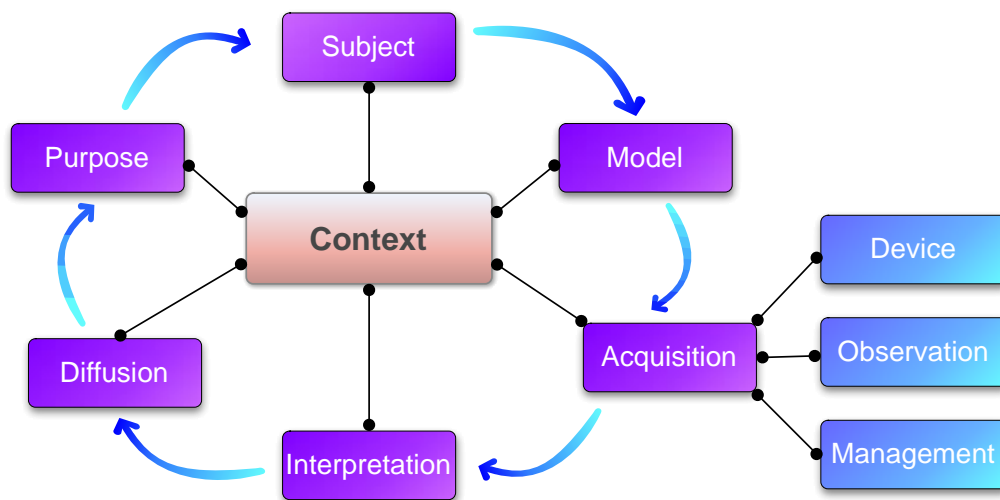 Subject
Purpose
Model
Context
Device
Observation
Acquisition
Diffusion
Interpretation
Management